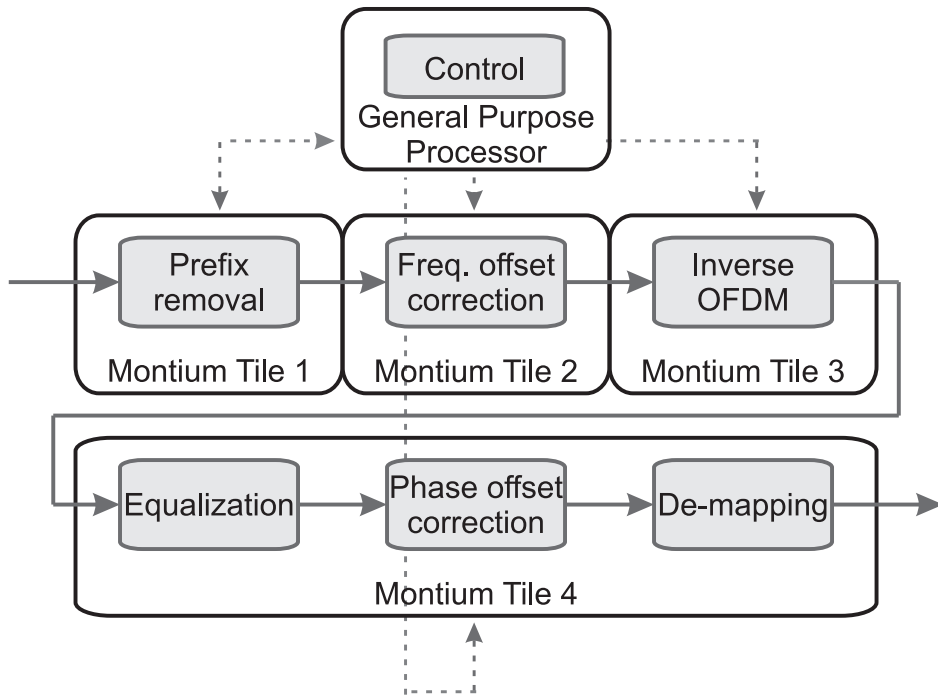 Control
General Purpose
Processor
Prefix
removal
Montium Tile 1
Freq. offset
correction
Montium Tile 2
Inverse
OFDM
Montium Tile 3
Equalization
Phase offset
correction
De-mapping
Montium Tile 4